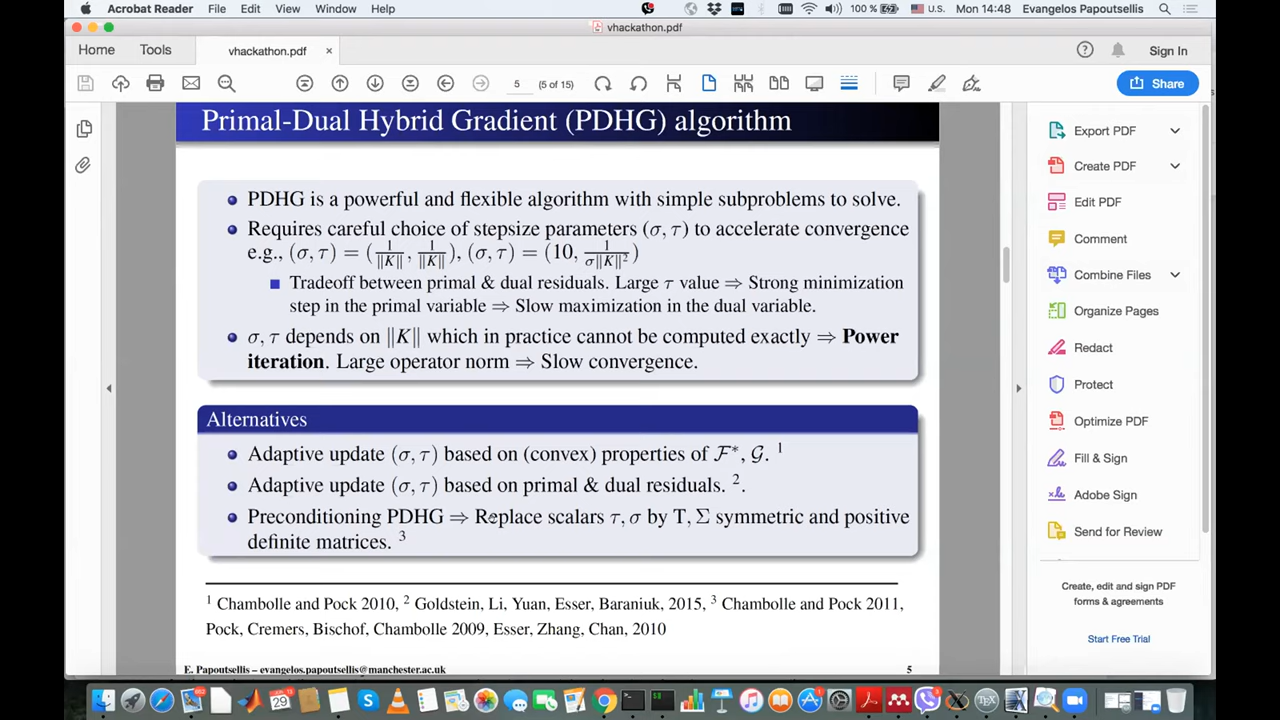 Acrobat Reader File Edit View Window Help 100 % U.S. Mon 14:48 Evangelos Papoutsellis
vhackathon.pdf
Home Tools vhackathon.pdf × Sign In
5 (5 of 15) Share
Primal-Dual Hybrid Gradient (PDHG) algorithm
PDHG is a powerful and flexible algorithm with simple subproblems to solve.
Requires careful choice of stepsize parameters (σ, τ) to accelerate convergence
e.g., (σ, τ) = (1/‖K‖, 1/‖K‖), (σ, τ) = (10, 1/σ‖K‖²)
Tradeoff between primal & dual residuals. Large τ value ⇒ Strong minimization
step in the primal variable ⇒ Slow maximization in the dual variable.
σ, τ depends on ‖K‖ which in practice cannot be computed exactly ⇒ Power
iteration. Large operator norm ⇒ Slow convergence.
Alternatives
Adaptive update (σ, τ) based on (convex) properties of ℱ*, 𝒢. 1
Adaptive update (σ, τ) based on primal & dual residuals. 2.
Preconditioning PDHG ⇒ Replace scalars τ, σ by T, Σ symmetric and positive
definite matrices. 3
1 Chambolle and Pock 2010, 2 Goldstein, Li, Yuan, Esser, Baraniuk, 2015, 3 Chambolle and Pock 2011,
Pock, Cremers, Bischof, Chambolle 2009, Esser, Zhang, Chan, 2010
E. Papoutsellis – evangelos.papoutsellis@manchester.ac.uk 5
Export PDF
Create PDF
Edit PDF
Comment
Combine Files
Organize Pages
Redact
Protect
Optimize PDF
Fill & Sign
Adobe Sign
Send for Review
Create, edit and sign PDF
forms & agreements
Start Free Trial